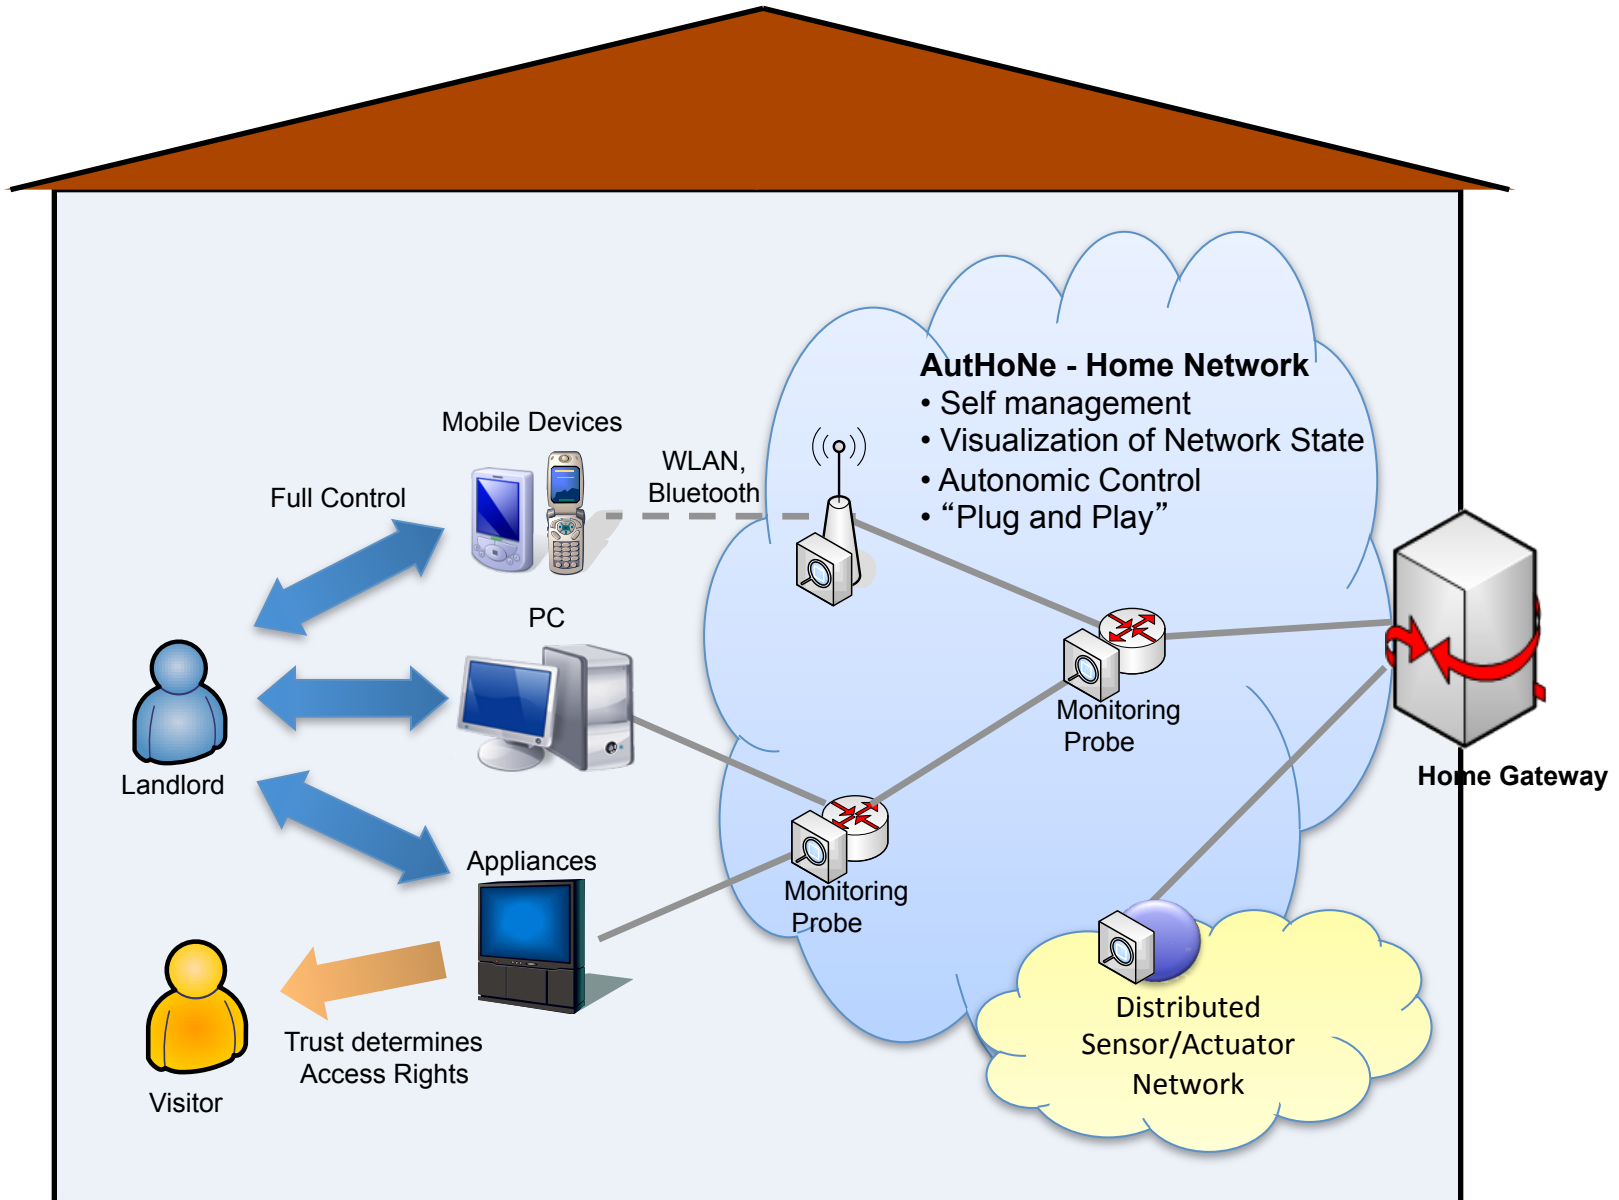 AutHoNe - Home Network
• Self management
• Visualization of Network State
• Autonomic Control
• “Plug and Play”
Mobile Devices
WLAN,
Bluetooth
Full Control
PC
Landlord
Monitoring
Probe
Home Gateway
Appliances
Monitoring
Probe
Distributed
Sensor/Actuator
Network
Trust determines
Access Rights
Visitor